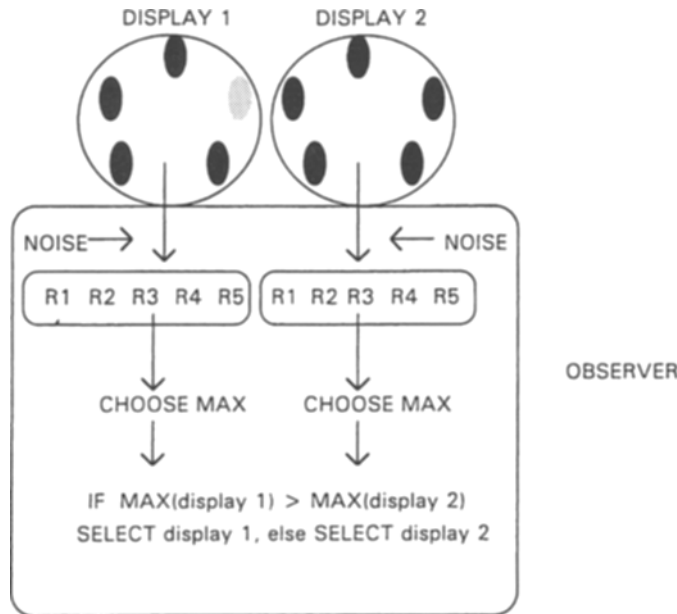 DISPLAY 1 DISPLAY 2
NOISE NOISE
R1 R2 R3 R4 R5 R1 R2 R3 R4 R5
OBSERVER
CHOOSE MAX CHOOSE MAX
IF MAX(display 1) > MAX(display 2)
SELECT display 1, else SELECT display 2